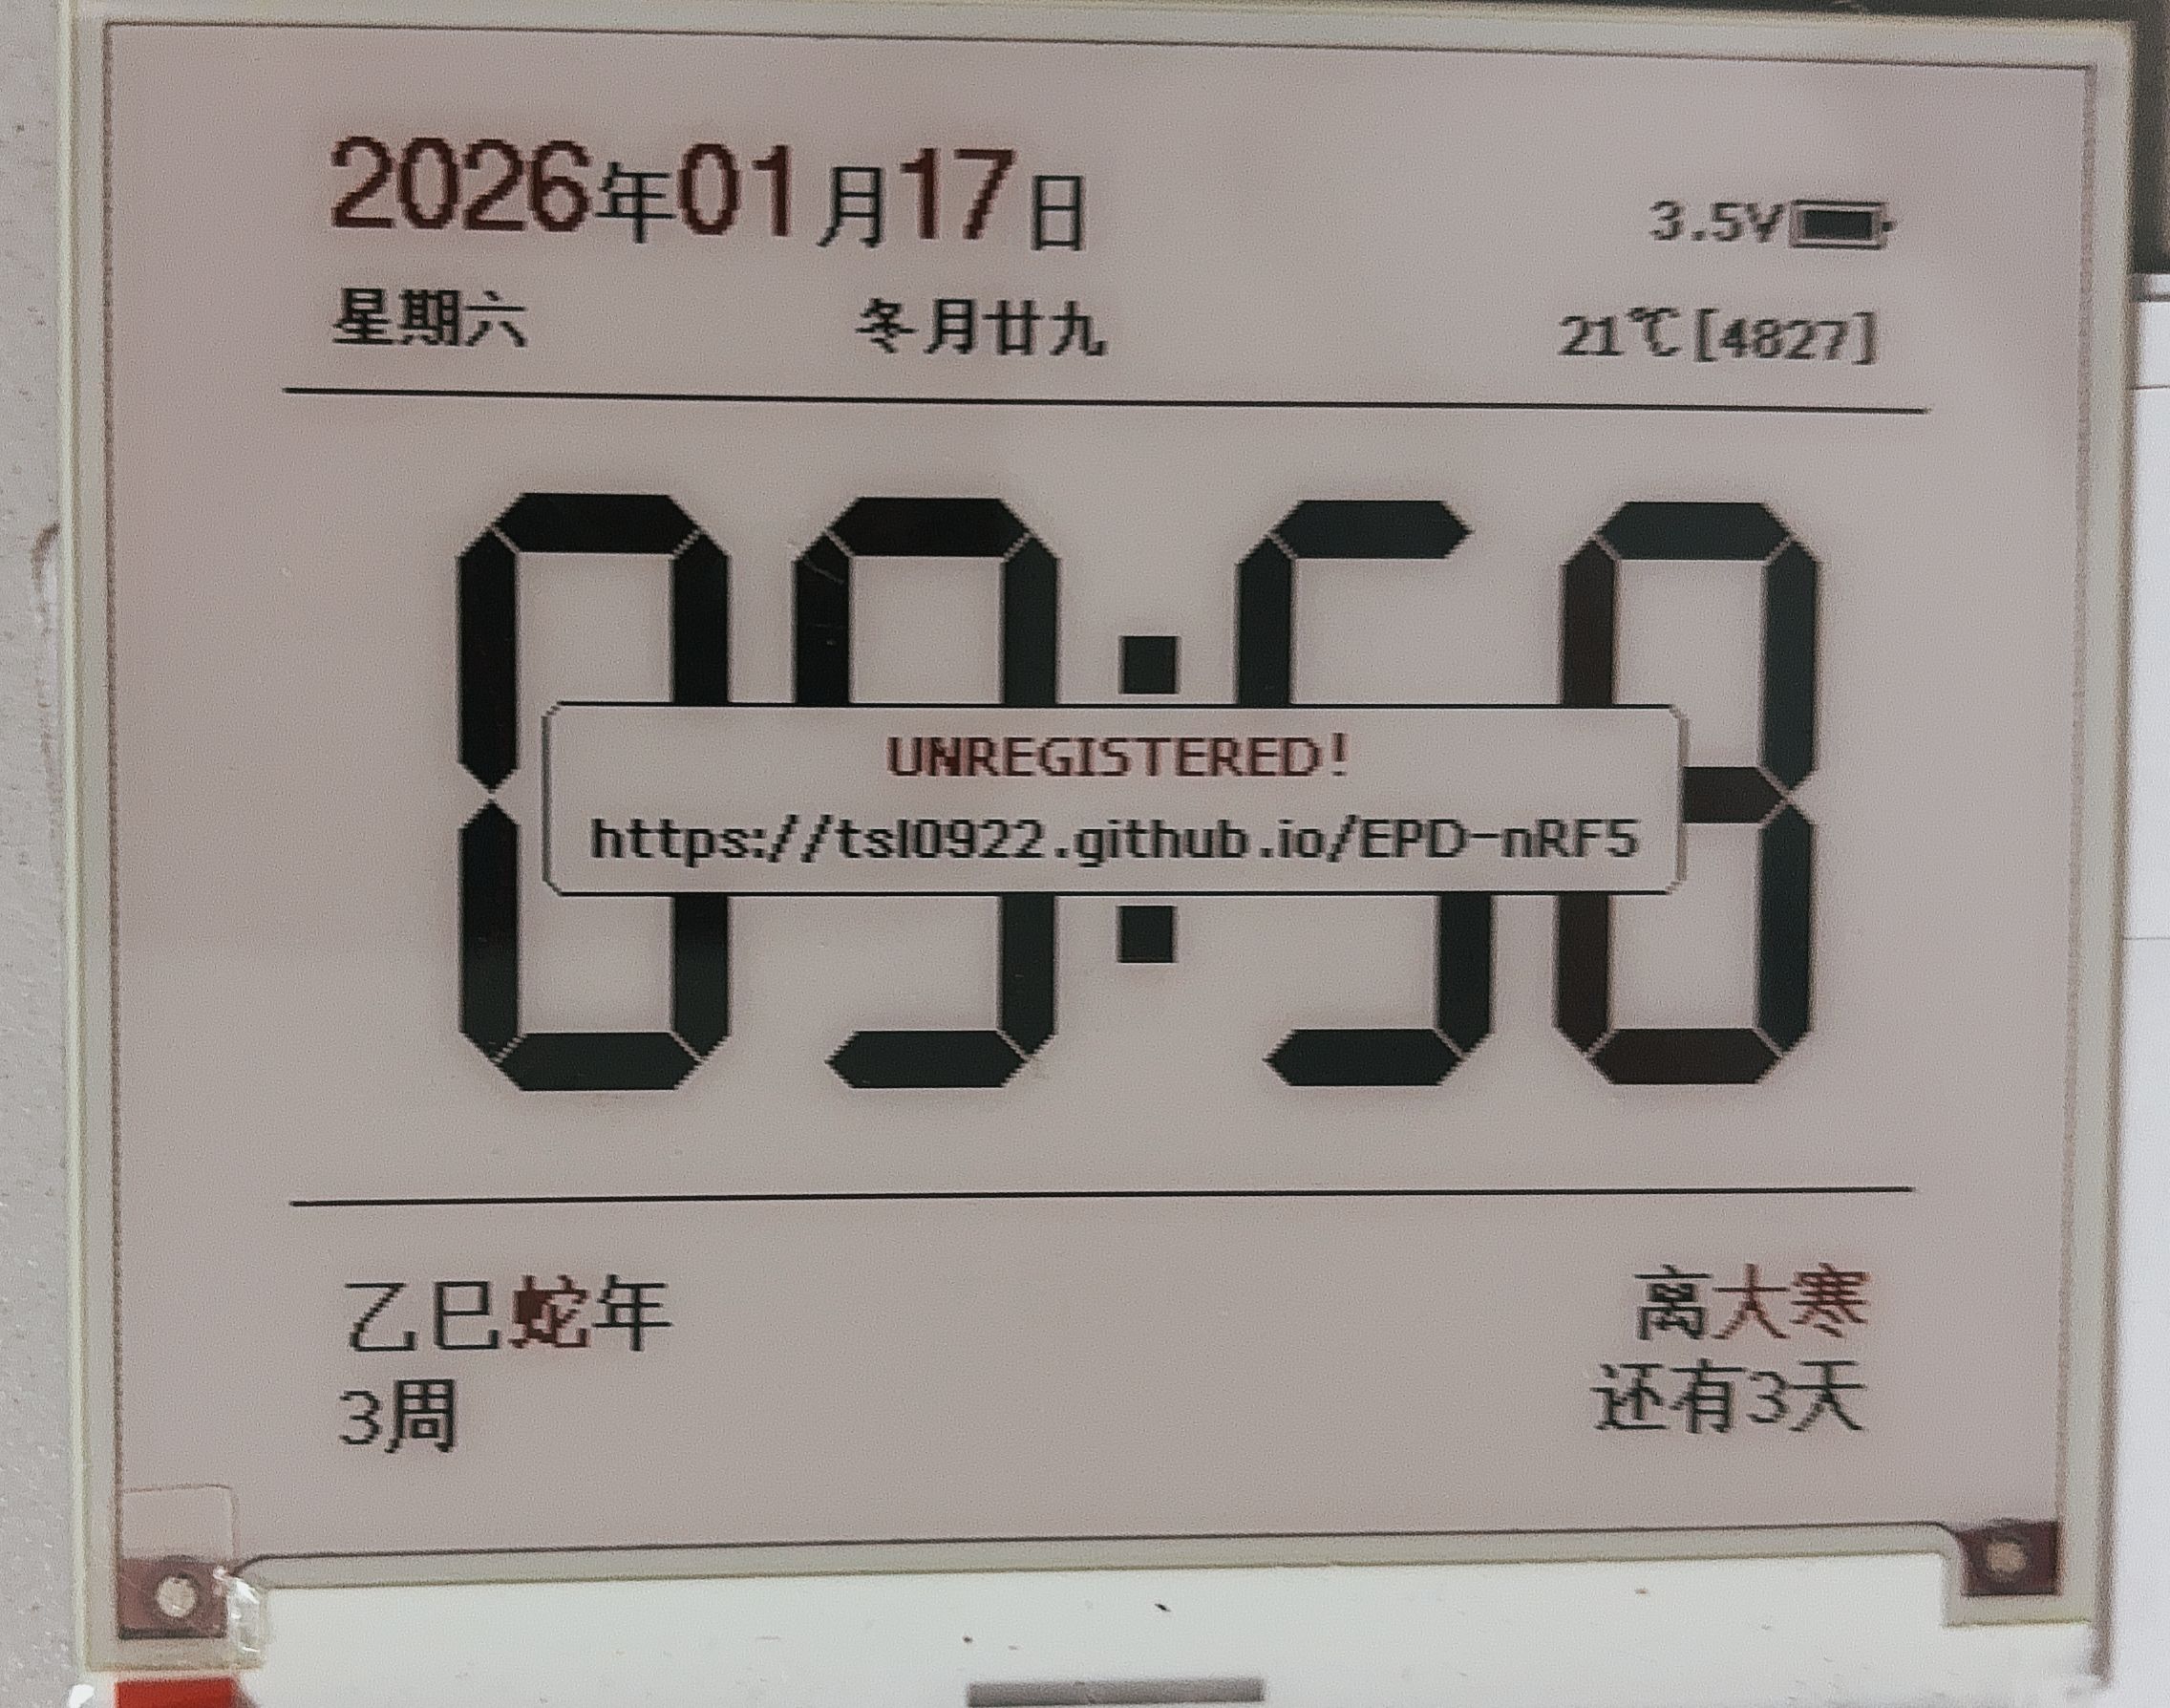 2026年01月17日
3.5V
星期六 冬月廿九 21℃[4827]
09:58
UNREGISTERED!
https://tsl0922.github.io/EPD-nRF5
乙巳蛇年 离大寒
3周 还有3天